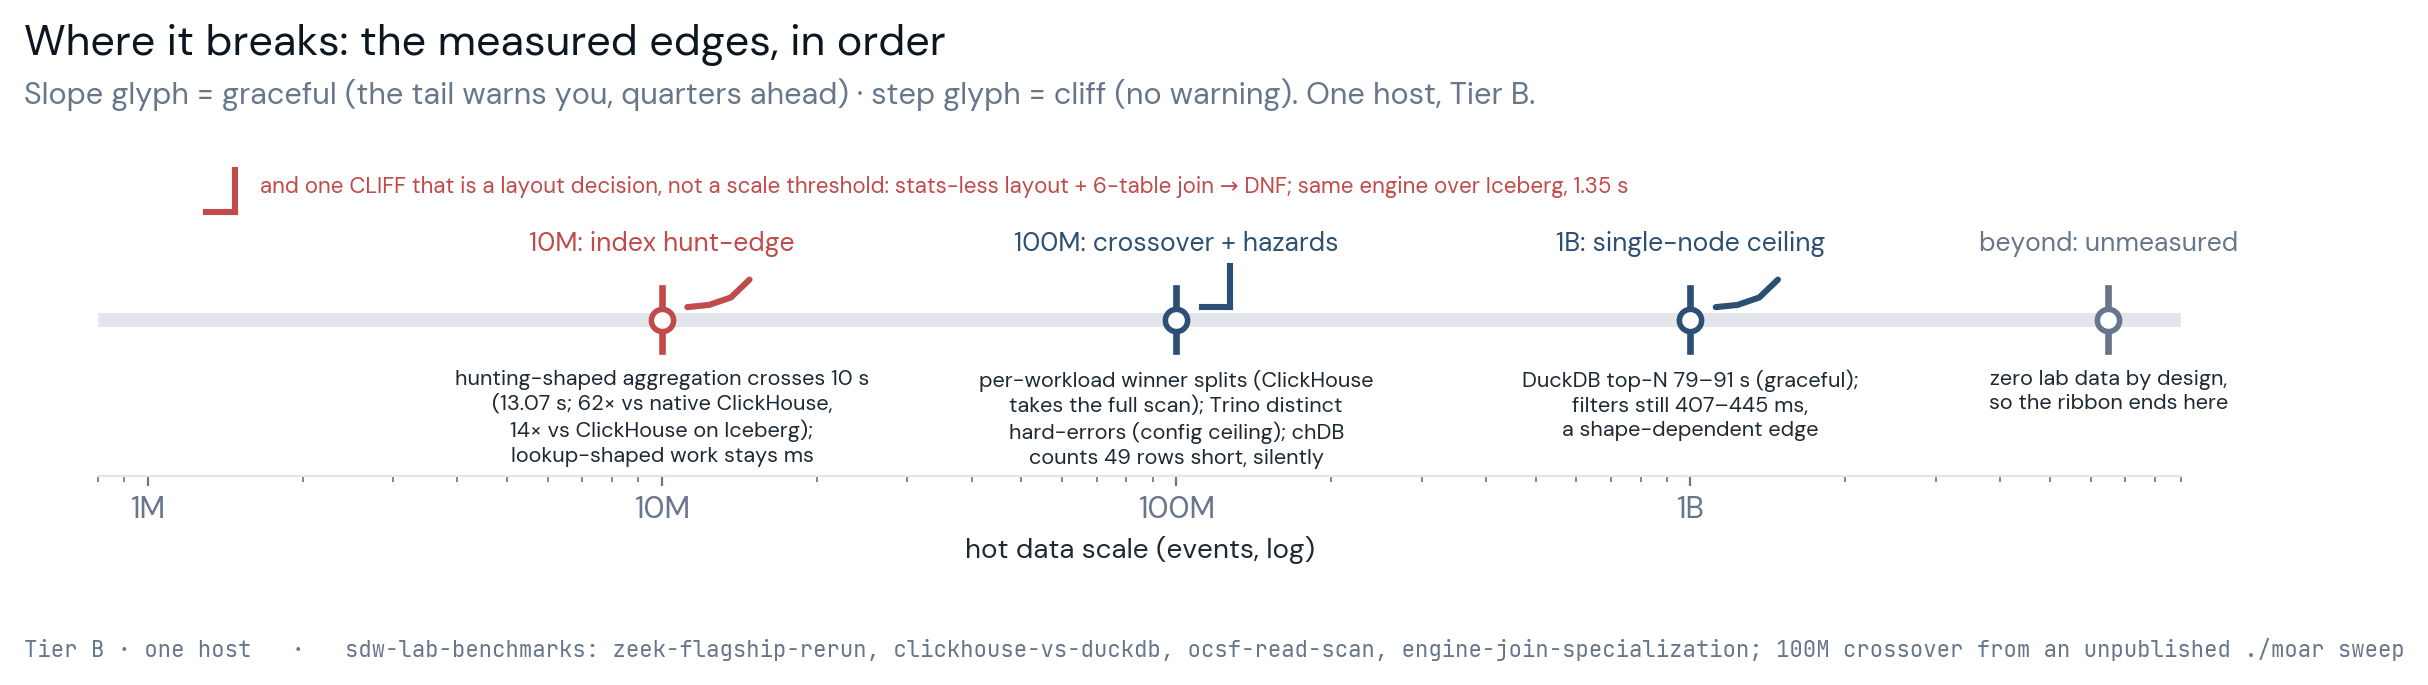 Where it breaks: the measured edges, in order
Slope glyph = graceful (the tail warns you, quarters ahead) · step glyph = cliff (no warning). One host, Tier B.
and one CLIFF that is a layout decision, not a scale threshold: stats-less layout + 6-table join → DNF; same engine over Iceberg, 1.35 s
10M: index hunt-edge
100M: crossover + hazards
1B: single-node ceiling
beyond: unmeasured
hunting-shaped aggregation crosses 10 s
(13.07 s; 62× vs native ClickHouse,
14× vs ClickHouse on Iceberg);
lookup-shaped work stays ms
per-workload winner splits (ClickHouse
takes the full scan); Trino distinct
hard-errors (config ceiling); chDB
counts 49 rows short, silently
DuckDB top-N 79–91 s (graceful);
filters still 407–445 ms,
a shape-dependent edge
zero lab data by design,
so the ribbon ends here
1M
10M
100M
1B
hot data scale (events, log)
Tier B · one host · sdw-lab-benchmarks: zeek-flagship-rerun, clickhouse-vs-duckdb, ocsf-read-scan, engine-join-specialization; 100M crossover from an unpublished ./moar sweep